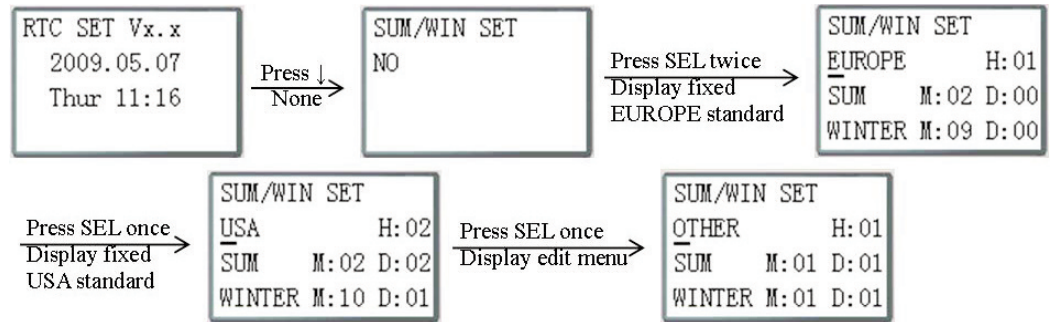 RTC SET Vx.x
2009.05.07
Thur 11:16
Press ↓
None
SUM/WIN SET
NO
Press SEL twice
Display fixed
EUROPE standard
SUM/WIN SET
EUROPE H:01
SUM M:02 D:00
WINTER M:09 D:00
Press SEL once
Display fixed
USA standard
SUM/WIN SET
USA H:02
SUM M:02 D:02
WINTER M:10 D:01
Press SEL once
Display edit menu
SUM/WIN SET
OTHER H:01
SUM M:01 D:01
WINTER M:01 D:01